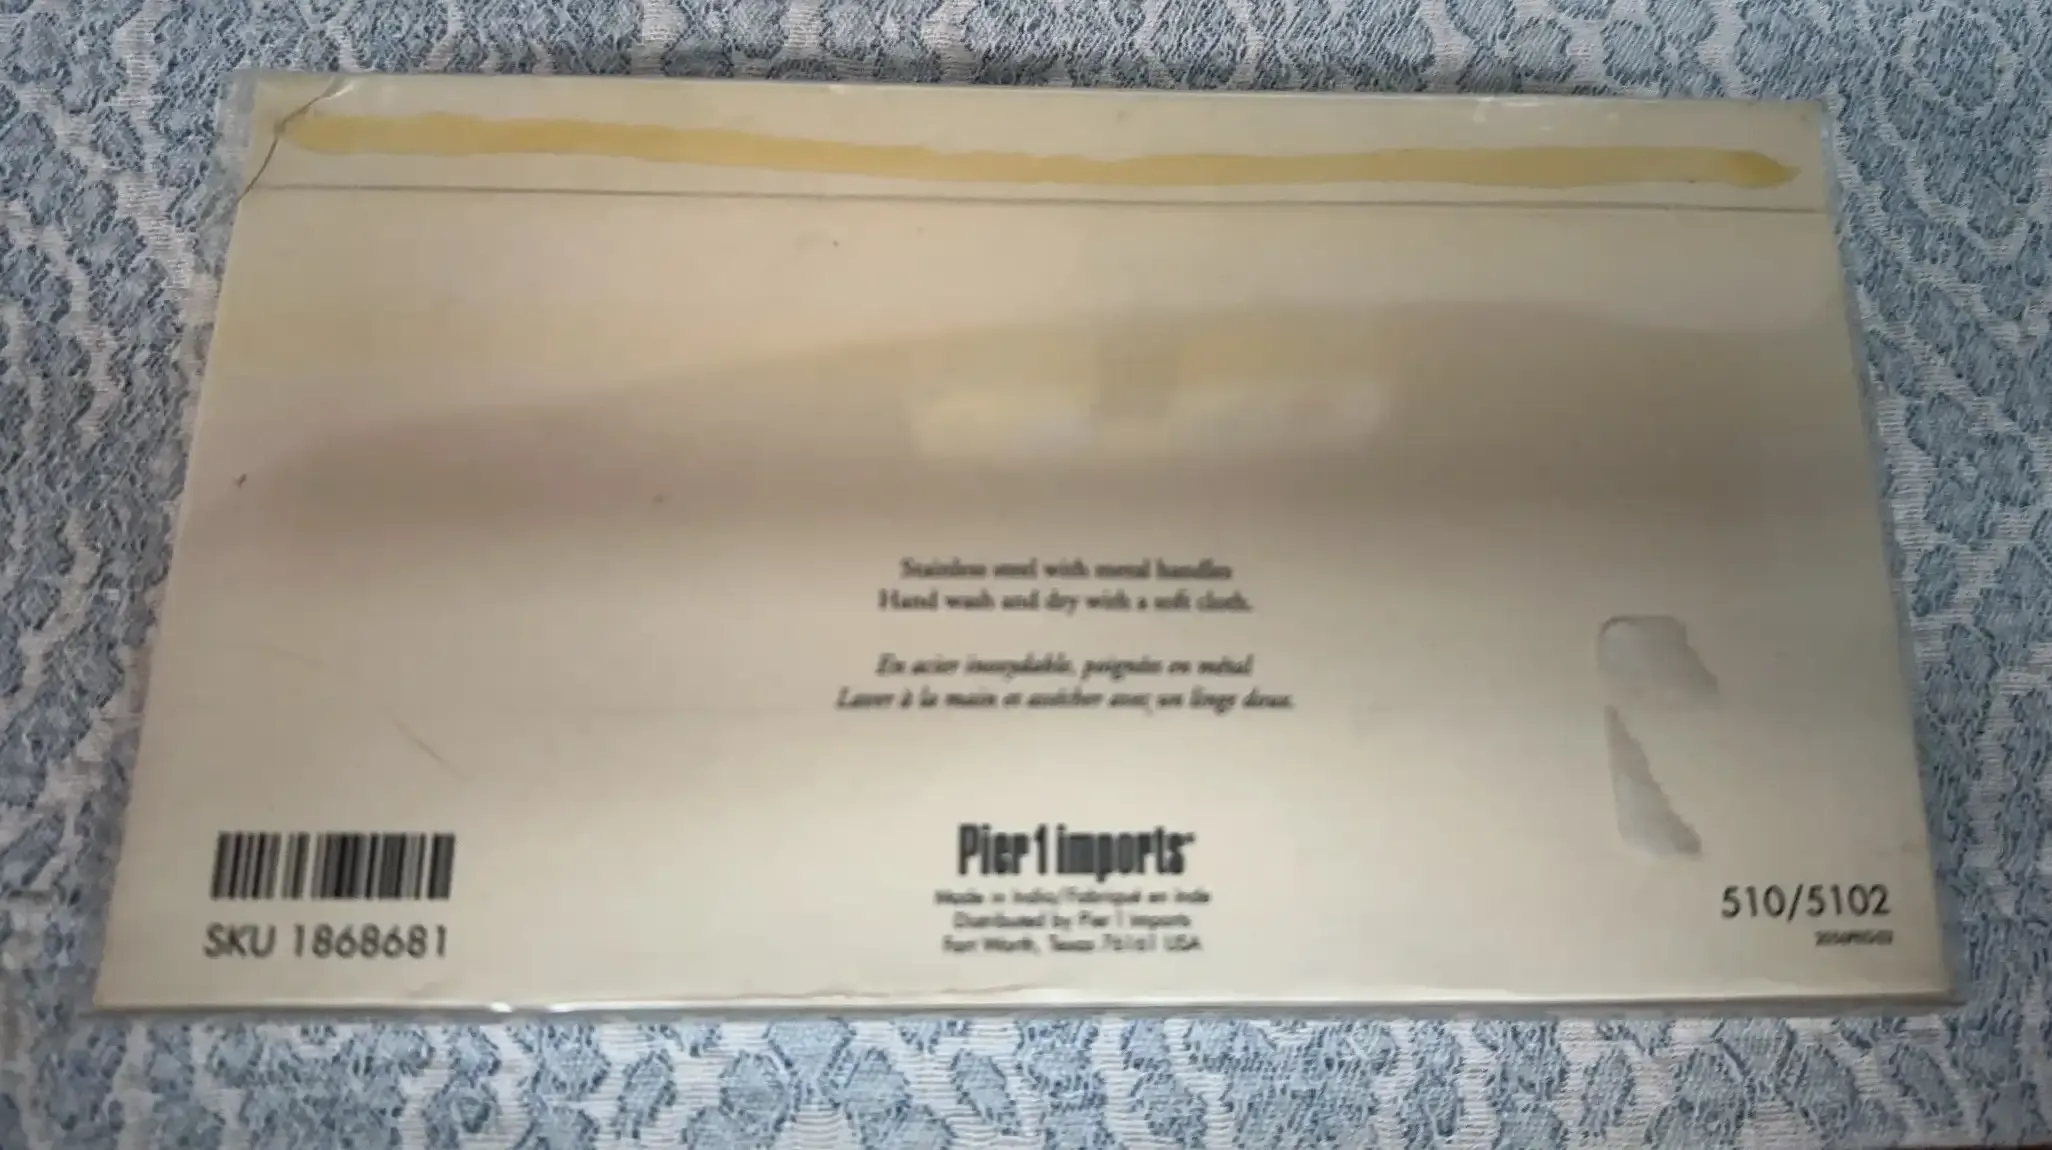 Stainless steel with metal handles
Hand wash and dry with a soft cloth.
En acier inoxydable, poignées en métal
Laver à la main et assécher avec un linge doux.
Pier 1 imports
Made in India/Fabriqué en Inde
Distributed by Pier 1 Imports
Fort Worth, Texas 76161 USA
SKU 1868681
510/5102